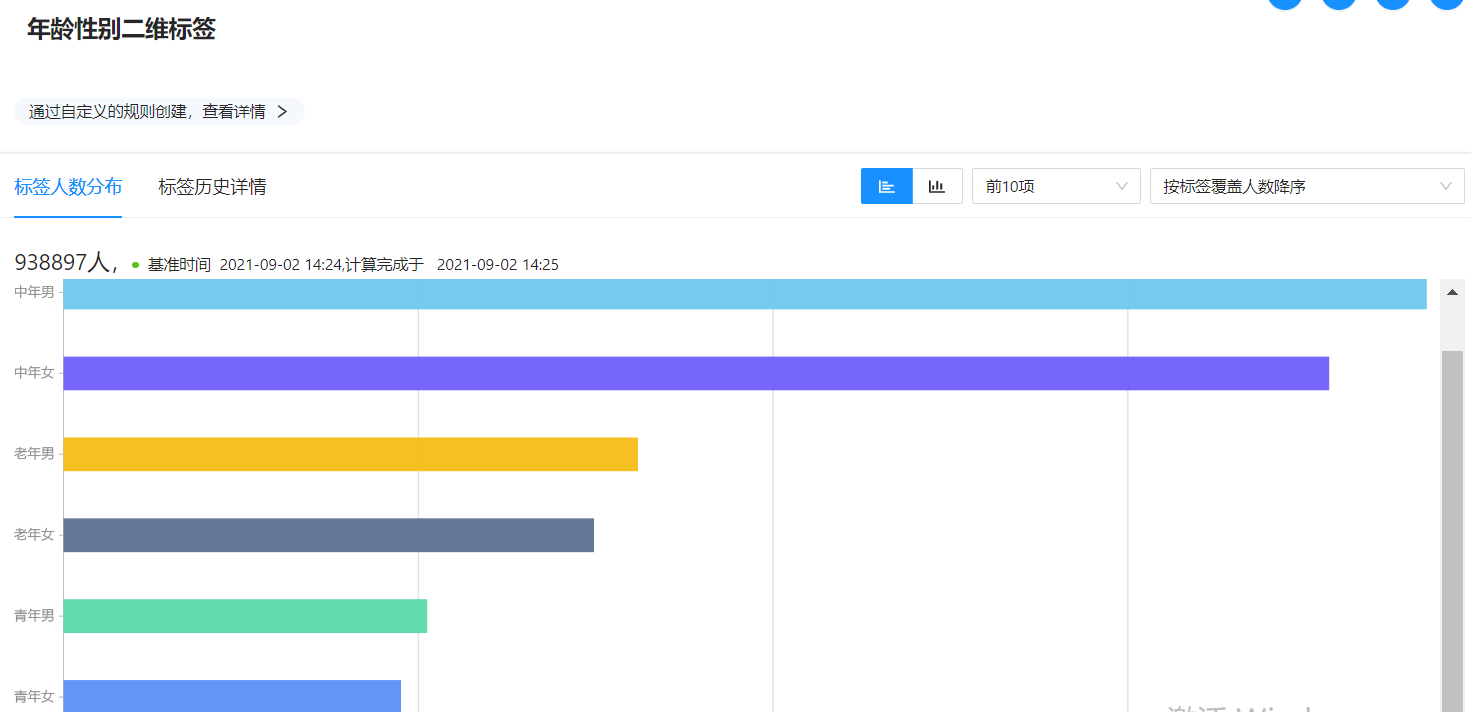 年龄性别二维标签
通过自定义的规则创建，查看详情 >
标签人数分布 标签历史详情 前10项 按标签覆盖人数降序
938897人， 基准时间 2021-09-02 14:24,计算完成于 2021-09-02 14:25
中年男
中年女
老年男
老年女
青年男
青年女